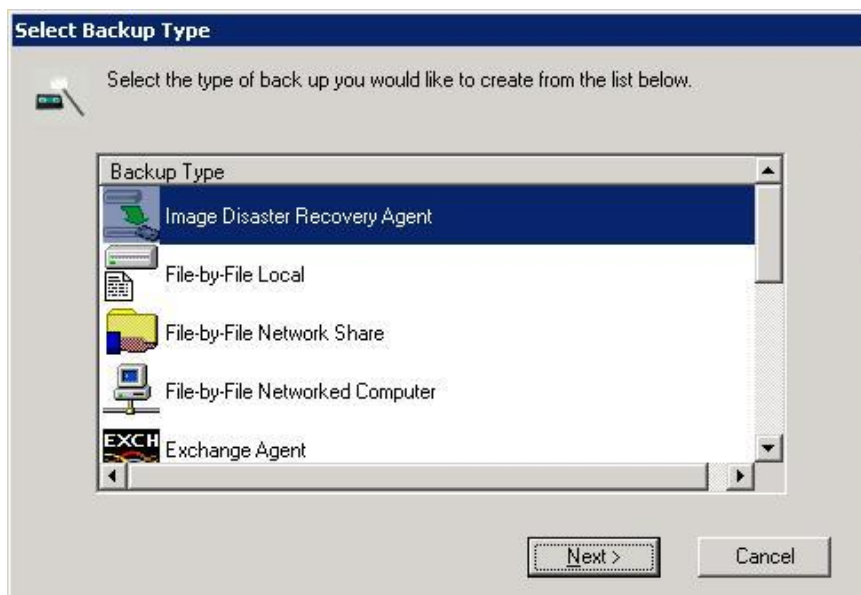 Select Backup Type
Select the type of back up you would like to create from the list below.
Backup Type
Image Disaster Recovery Agent
File-by-File Local
File-by-File Network Share
File-by-File Networked Computer
EXCH Exchange Agent
Next > Cancel